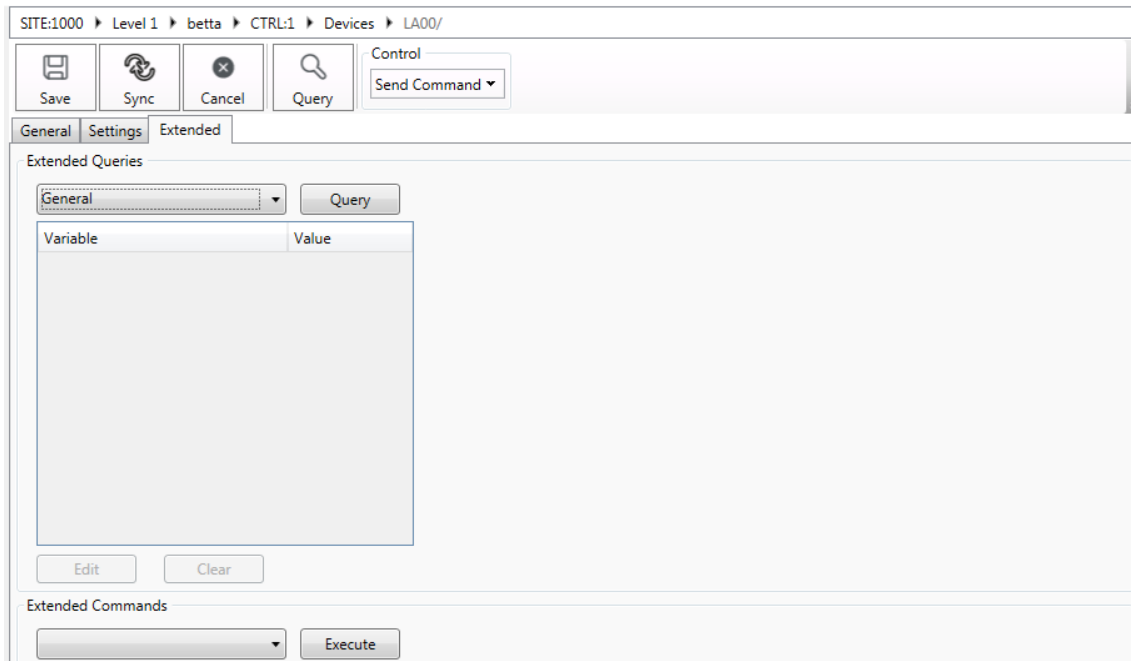 SITE:1000 Level 1 betta CTRL:1 Devices LA00/
Control
Send Command
Save Sync Cancel Query
General Settings Extended
Extended Queries
General Query
Variable Value
Edit Clear
Extended Commands
Execute